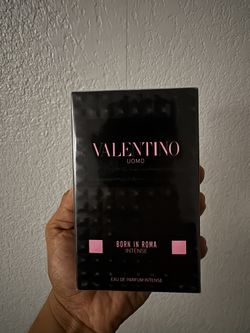 VALENTINO
UOMO
BORN IN ROMA
INTENSE
EAU DE PARFUM INTENSE